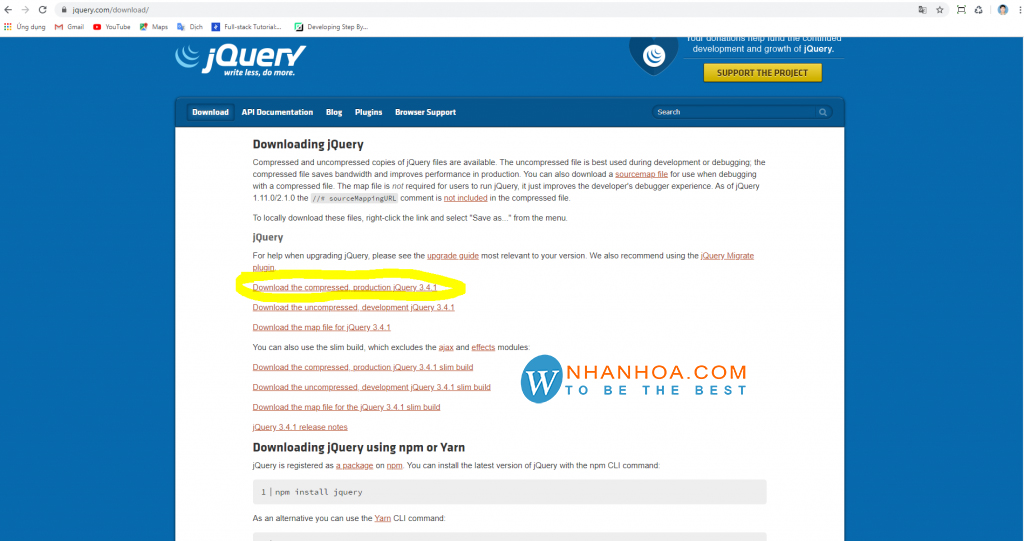 jquery.com/download/
Ứng dụng Gmail YouTube Maps Dich Full-stack Tutorial:... Developing Step By...
Your donations help fund the continued
development and growth of jQuery.
jQuery
write less, do more.
SUPPORT THE PROJECT
Download API Documentation Blog Plugins Browser Support Search
Downloading jQuery
Compressed and uncompressed copies of jQuery files are available. The uncompressed file is best used during development or debugging; the
compressed file saves bandwidth and improves performance in production. You can also download a sourcemap file for use when debugging
with a compressed file. The map file is not required for users to run jQuery, it just improves the developer's debugger experience. As of jQuery
1.11.0/2.1.0 the //# sourceMappingURL comment is not included in the compressed file.
To locally download these files, right-click the link and select "Save as..." from the menu.
jQuery
For help when upgrading jQuery, please see the upgrade guide most relevant to your version. We also recommend using the jQuery Migrate
plugin.
Download the compressed, production jQuery 3.4.1
Download the uncompressed, development jQuery 3.4.1
Download the map file for jQuery 3.4.1
You can also use the slim build, which excludes the ajax and effects modules:
Download the compressed, production jQuery 3.4.1 slim build
Download the uncompressed, development jQuery 3.4.1 slim build
Download the map file for the jQuery 3.4.1 slim build
jQuery 3.4.1 release notes
W NHANHOA.COM
TO BE THE BEST
Downloading jQuery using npm or Yarn
jQuery is registered as a package on npm. You can install the latest version of jQuery with the npm CLI command:
1 npm install jquery
As an alternative you can use the Yarn CLI command: